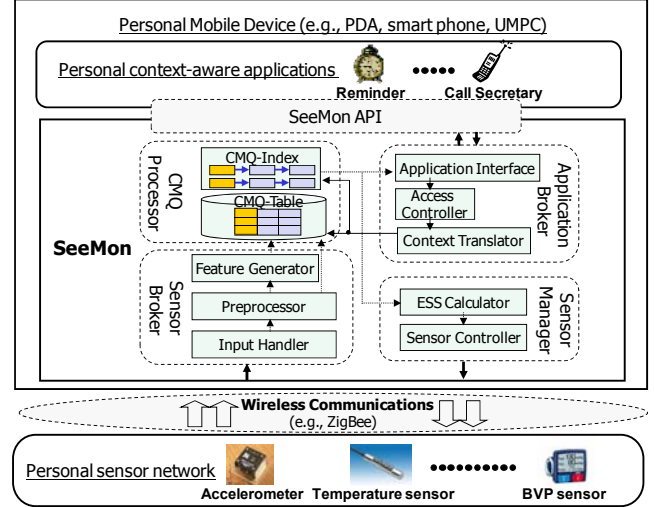 Personal Mobile Device (e.g., PDA, smart phone, UMPC)
Personal context-aware applications
Reminder
Call Secretary
SeeMon API
SeeMon
CMQ
Processor
CMQ-Index
CMQ-Table
Application Interface
Access
Controller
Context Translator
Application
Broker
Sensor
Broker
Feature Generator
Preprocessor
Input Handler
ESS Calculator
Sensor Controller
Sensor
Manager
Wireless Communications
(e.g., ZigBee)
Personal sensor network
Accelerometer
Temperature sensor
BVP sensor